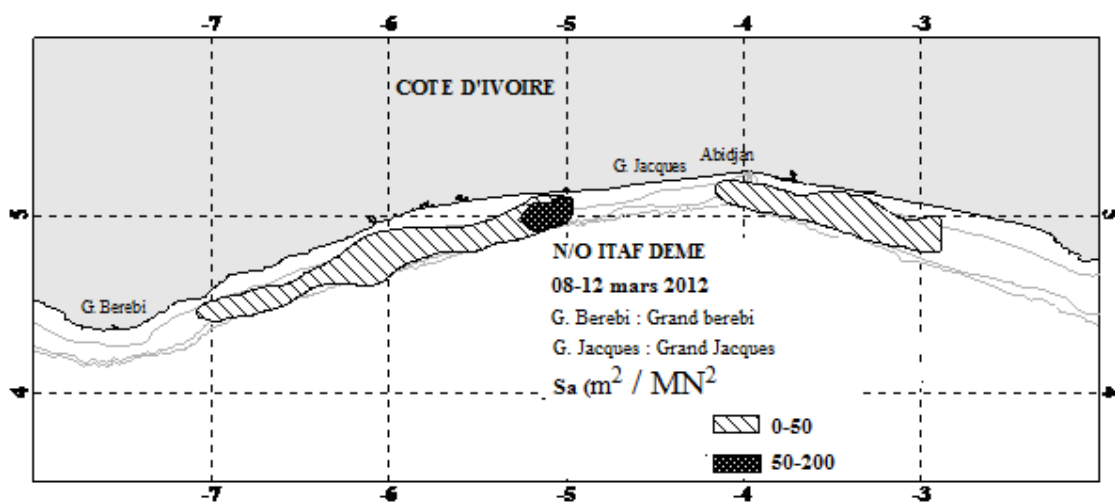 -7 -6 -5 -4 -3
COTE D'IVOIRE
Abidjan
G. Jacques
5 5
N/O ITAF DEME
08-12 mars 2012
G. Berebi
G. Berebi : Grand berebi
G. Jacques : Grand Jacques
Sa (m² / MN²
4 4
0-50
50-200
-7 -6 -5 -4 -3